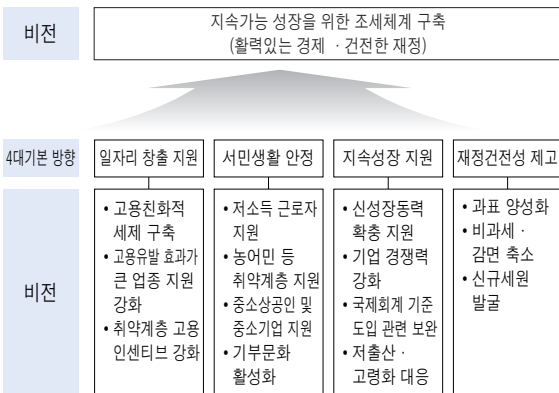 비전
지속가능 성장을 위한 조세체계 구축
(활력있는 경제 · 건전한 재정)
4대기본 방향
일자리 창출 지원
서민생활 안정
지속성장 지원
재정건전성 제고
비전
• 고용친화적
세제 구축
• 고용유발 효과가
큰 업종 지원
강화
• 취약계층 고용
인센티브 강화
• 저소득 근로자
지원
• 농어민 등
취약계층 지원
• 중소상공인 및
중소기업 지원
• 기부문화
활성화
• 신성장동력
확충 지원
• 기업 경쟁력
강화
• 국제회계 기준
도입 관련 보완
• 저출산 ·
고령화 대응
• 과표 양성화
• 비과세 ·
감면 축소
• 신규세원
발굴